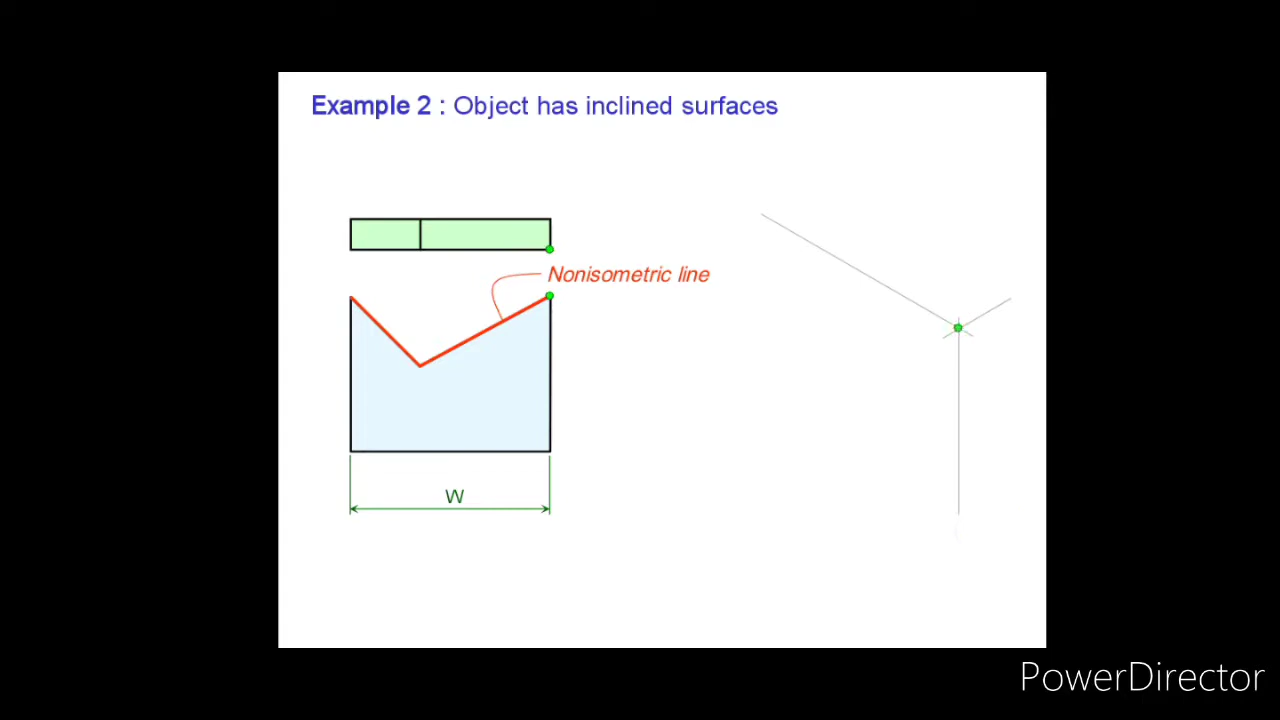 Example 2 : Object has inclined surfaces
Nonisometric line
W
PowerDirector